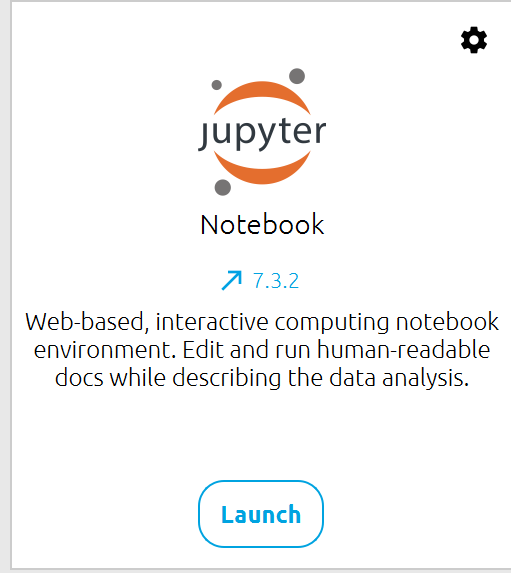 jupyter
Notebook
7.3.2
Web-based, interactive computing notebook
environment. Edit and run human-readable
docs while describing the data analysis.
Launch